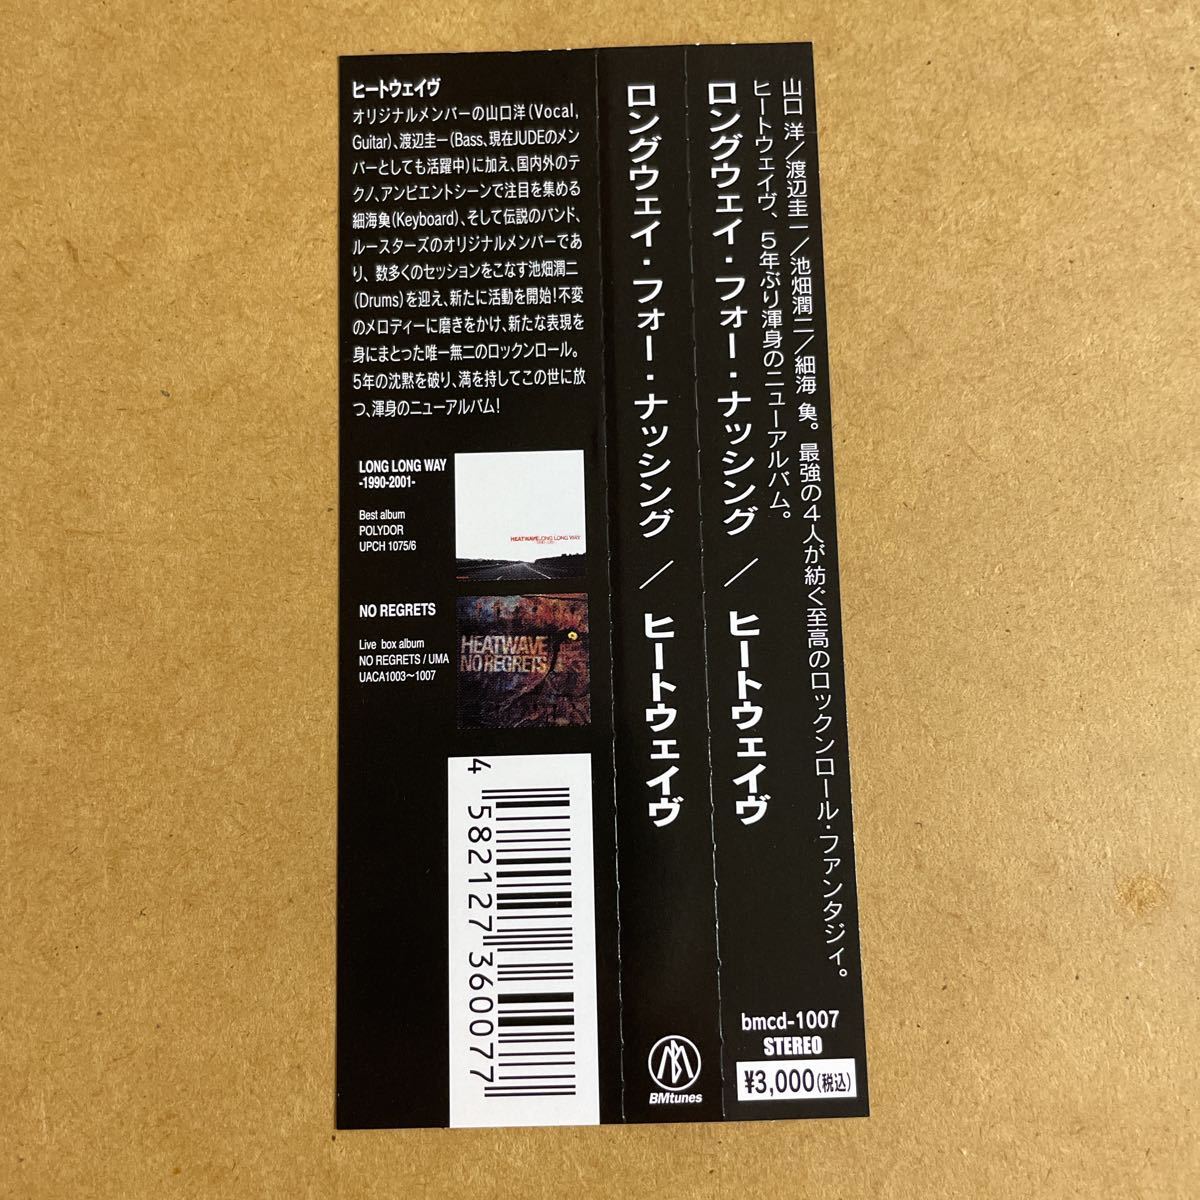 山口 洋／渡辺圭一／池畑潤二／細海 魚。最強の4人が紡ぐ至高のロックンロール・ファンタジィ。
ヒートウェイヴ、5年ぶり渾身のニューアルバム。
ロングウェイ・フォー・ナッシング ／ ヒートウェイヴ
bmcd-1007
STEREO
¥3,000(税込)
ロングウェイ・フォー・ナッシング ／ ヒートウェイヴ
BMtunes
ヒートウェイヴ
オリジナルメンバーの山口洋(Vocal,
Guitar)、渡辺圭一(Bass、現在JUDEのメン
バーとしても活躍中)に加え、国内外のテ
クノ、アンビエントシーンで注目を集める
細海魚(Keyboard)、そして伝説のバンド、
ルースターズのオリジナルメンバーであ
り、数多くのセッションをこなす池畑潤二
(Drums)を迎え、新たに活動を開始!不変
のメロディーに磨きをかけ、新たな表現を
身にまとった唯一無二のロックンロール。
5年の沈黙を破り、満を持してこの世に放
つ、渾身のニューアルバム!
LONG LONG WAY
-1990-2001-
Best album
POLYDOR
UPCH 1075/6
HEATWAVE LONG LONG WAY
NO REGRETS
Live box album
NO REGRETS / UMA
UACA1003〜1007
HEATWAVE
NO REGRETS
4 582127 360077